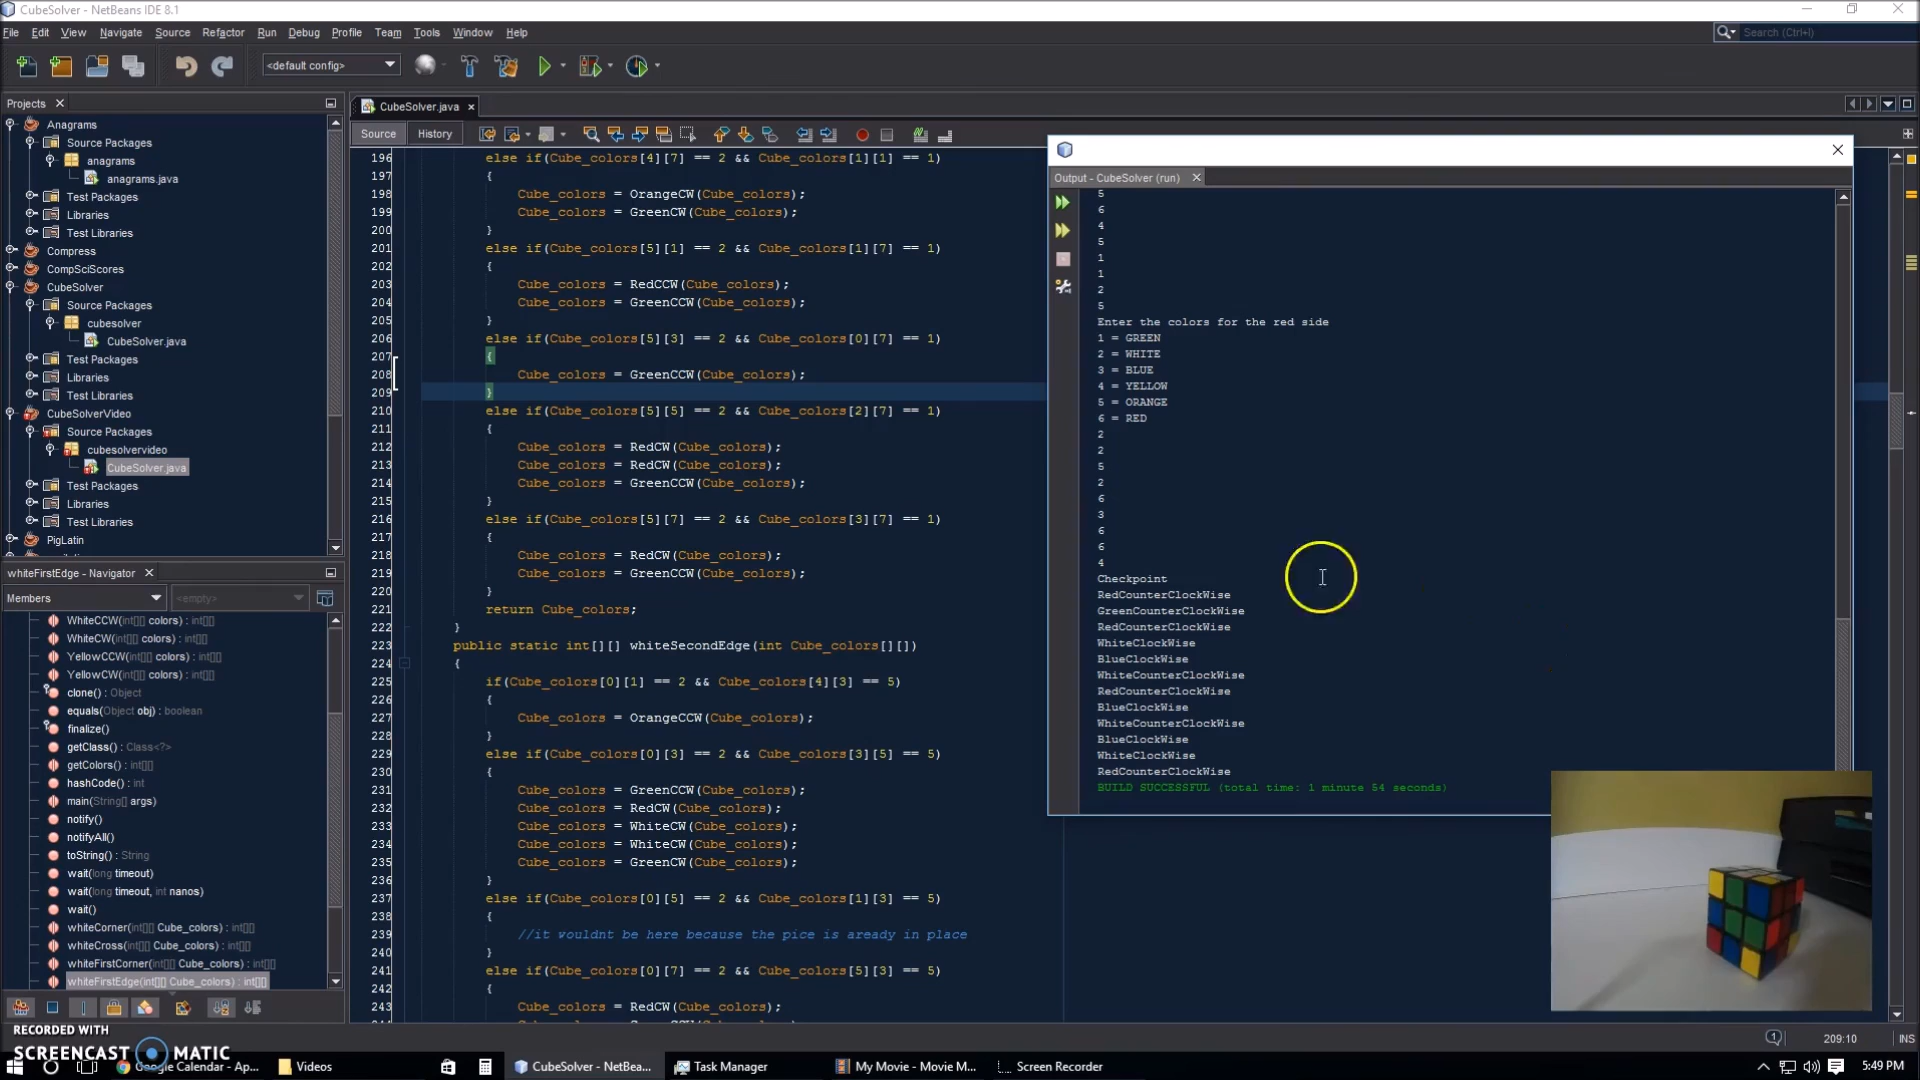 CubeSolver - NetBeans IDE 8.1
File Edit View Navigate Source Refactor Run Debug Profile Team Tools Window Help
Search (Ctrl+I)
<default config>
Projects
Anagrams
Source Packages
anagrams
anagrams.java
Test Packages
Libraries
Test Libraries
Compress
CompSciScores
CubeSolver
Source Packages
cubesolver
CubeSolver.java
Test Packages
Libraries
Test Libraries
CubeSolverVideo
Source Packages
cubesolvervideo
CubeSolver.java
Test Packages
Libraries
Test Libraries
PigLatin
whiteFirstEdge - Navigator
Members
<empty>
WhiteCCW(int[][] colors) : int[][]
WhiteCW(int[][] colors) : int[][]
YellowCCW(int[][] colors) : int[][]
YellowCW(int[][] colors) : int[][]
clone() : Object
equals(Object obj) : boolean
finalize()
getClass() : Class<?>
getColors() : int[][]
hashCode() : int
main(String[] args)
notify()
notifyAll()
toString() : String
wait(long timeout)
wait(long timeout, int nanos)
wait()
whiteCorner(int[][] Cube_colors) : int[][]
whiteCross(int[][] Cube_colors) : int[][]
whiteFirstCorner(int[][] Cube_colors) : int[][]
whiteFirstEdge(int[][] Cube_colors) : int[][]
CubeSolver.java
Source History
196 else if(Cube_colors[4][7] == 2 && Cube_colors[1][1] == 1)
197 {
198 Cube_colors = OrangeCW(Cube_colors);
199 Cube_colors = GreenCW(Cube_colors);
200 }
201 else if(Cube_colors[5][1] == 2 && Cube_colors[1][7] == 1)
202 {
203 Cube_colors = RedCCW(Cube_colors);
204 Cube_colors = GreenCCW(Cube_colors);
205 }
206 else if(Cube_colors[5][3] == 2 && Cube_colors[0][7] == 1)
207 {
208 Cube_colors = GreenCCW(Cube_colors);
209 }
210 else if(Cube_colors[5][5] == 2 && Cube_colors[2][7] == 1)
211 {
212 Cube_colors = RedCW(Cube_colors);
213 Cube_colors = RedCW(Cube_colors);
214 Cube_colors = GreenCCW(Cube_colors);
215 }
216 else if(Cube_colors[5][7] == 2 && Cube_colors[3][7] == 1)
217 {
218 Cube_colors = RedCW(Cube_colors);
219 Cube_colors = GreenCCW(Cube_colors);
220 }
221 return Cube_colors;
222 }
223 public static int[][] whiteSecondEdge(int Cube_colors[][])
224 {
225 if(Cube_colors[0][1] == 2 && Cube_colors[4][3] == 5)
226 {
227 Cube_colors = OrangeCCW(Cube_colors);
228 }
229 else if(Cube_colors[0][3] == 2 && Cube_colors[3][5] == 5)
230 {
231 Cube_colors = GreenCCW(Cube_colors);
232 Cube_colors = RedCW(Cube_colors);
233 Cube_colors = WhiteCW(Cube_colors);
234 Cube_colors = WhiteCW(Cube_colors);
235 Cube_colors = GreenCW(Cube_colors);
236 }
237 else if(Cube_colors[0][5] == 2 && Cube_colors[1][3] == 5)
238 {
239 //it wouldnt be here because the pice is aready in place
240 }
241 else if(Cube_colors[0][7] == 2 && Cube_colors[5][3] == 5)
242 {
243 Cube_colors = RedCW(Cube_colors);
Output - CubeSolver (run)
5
6
4
5
1
1
2
5
Enter the colors for the red side
1 = GREEN
2 = WHITE
3 = BLUE
4 = YELLOW
5 = ORANGE
6 = RED
2
2
5
2
6
3
6
6
4
Checkpoint
RedCounterClockWise
GreenCounterClockWise
RedCounterClockWise
WhiteClockWise
BlueClockWise
WhiteCounterClockWise
RedCounterClockWise
BlueClockWise
WhiteCounterClockWise
BlueClockWise
WhiteClockWise
RedCounterClockWise
BUILD SUCCESSFUL (total time: 1 minute 54 seconds)
209:10 INS
RECORDED WITH
SCREENCAST MATIC
Google Calendar - Ap... Videos CubeSolver - NetBea... Task Manager My Movie - Movie M... Screen Recorder 5:49 PM